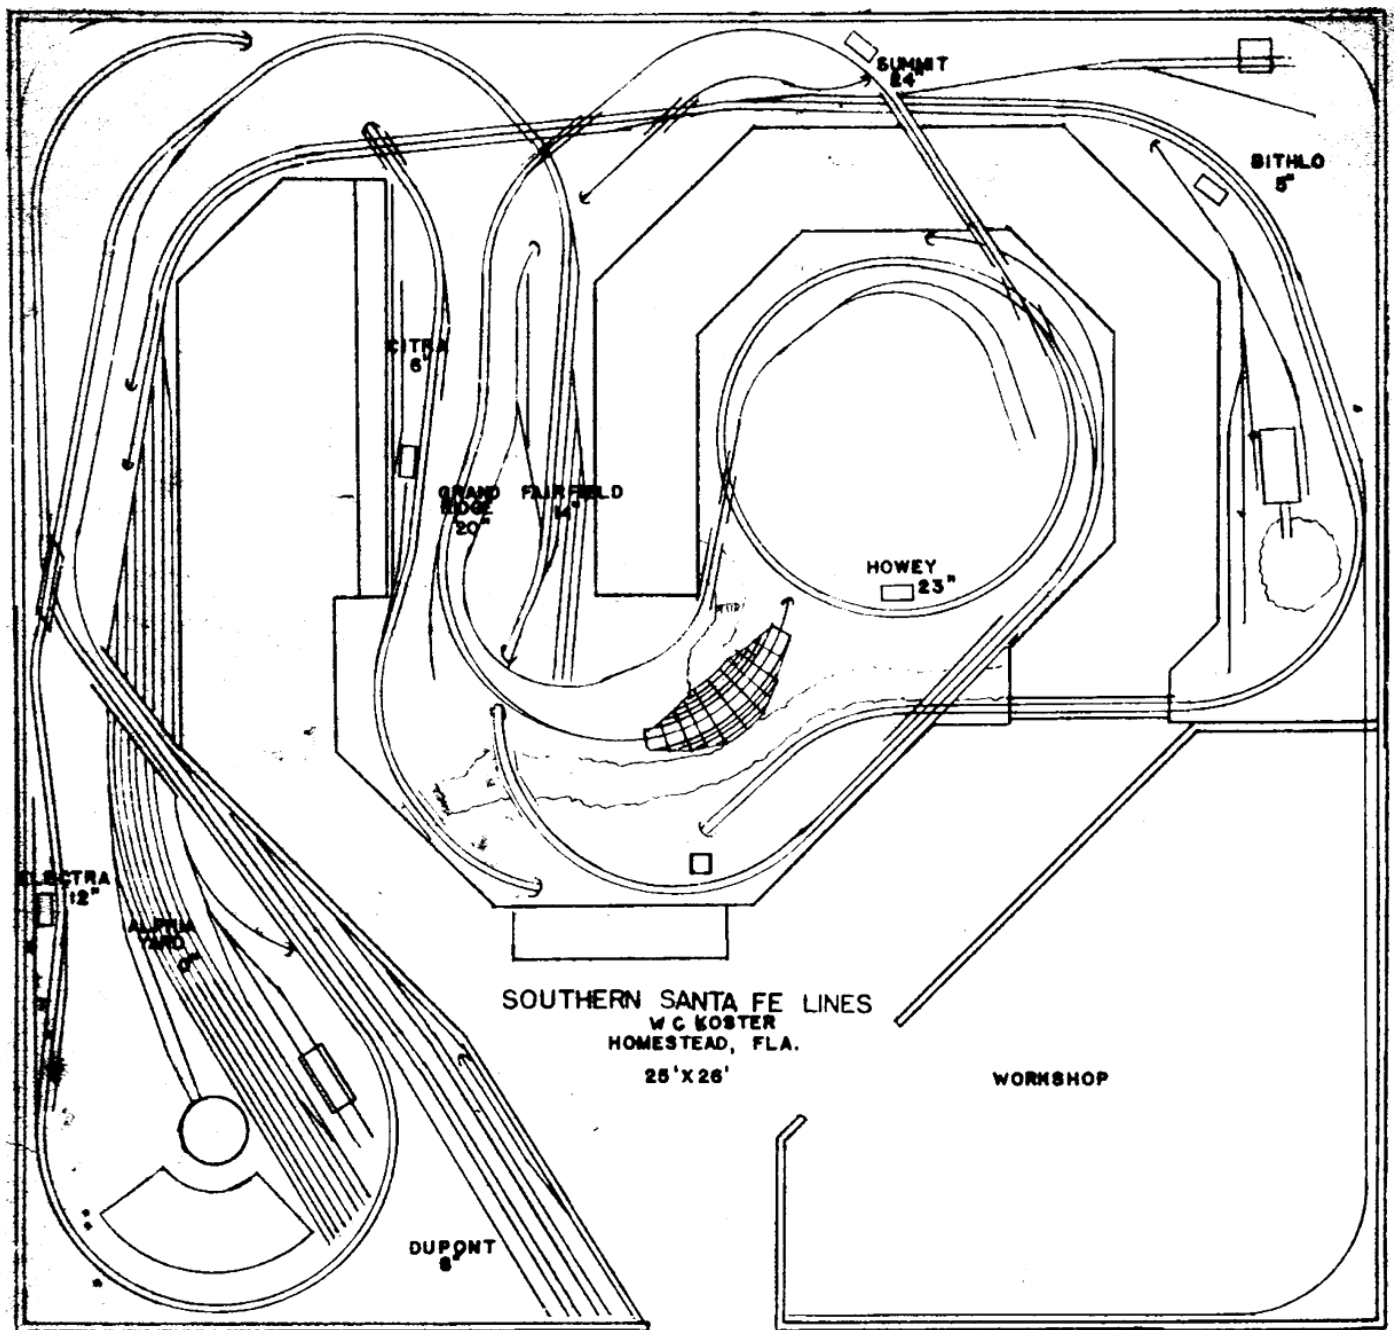 SUMMIT
24"
BITHLO
5"
CITRA
6"
GRAND
RIDGE
20"
FAIRFIELD
14"
HOWEY
23"
ELECTRA
12"
ALPHA
YARD
0"
SOUTHERN SANTA FE LINES
W C KOSTER
HOMESTEAD, FLA.
25'X26'
WORKSHOP
DUPONT
8"